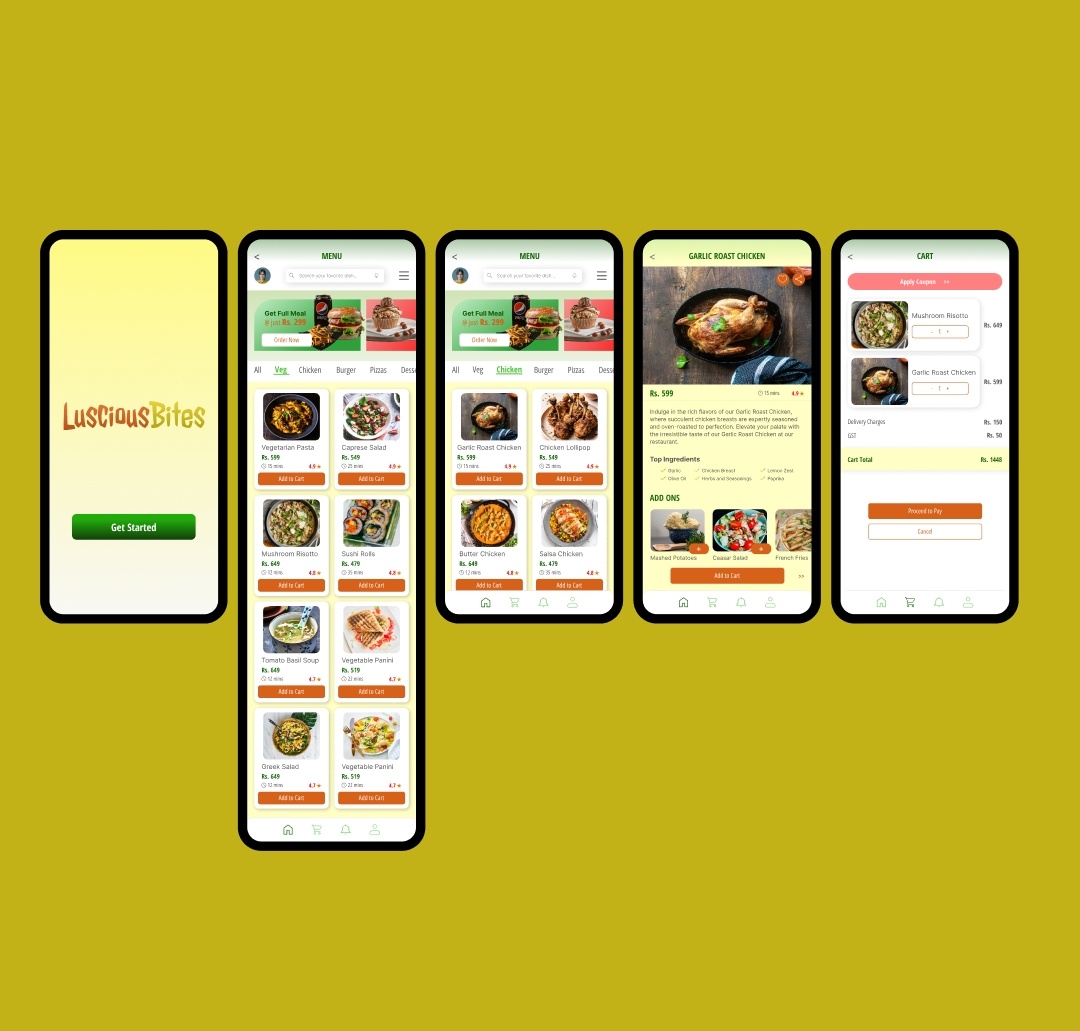 LusciousBites
Get Started
<
MENU
Search your favorite dish...
Get Full Meal
@ just Rs. 299
Order Now
All Veg Chicken Burger Pizzas Desse
Vegetarian Pasta
Rs. 599
15 mins 4.9
Add to Cart
Caprese Salad
Rs. 549
25 mins 4.9
Add to Cart
Mushroom Risotto
Rs. 649
12 mins 4.8
Add to Cart
Sushi Rolls
Rs. 479
35 mins 4.8
Add to Cart
Tomato Basil Soup
Rs. 649
12 mins 4.7
Add to Cart
Vegetable Panini
Rs. 519
22 mins 4.7
Add to Cart
Greek Salad
Rs. 649
12 mins 4.7
Add to Cart
Vegetable Panini
Rs. 519
22 mins 4.7
Add to Cart
<
MENU
Search your favorite dish...
Get Full Meal
@ just Rs. 299
Order Now
All Veg Chicken Burger Pizzas Desse
Garlic Roast Chicken
Rs. 599
15 mins 4.9
Add to Cart
Chicken Lollipop
Rs. 549
25 mins 4.9
Add to Cart
Butter Chicken
Rs. 649
12 mins 4.8
Add to Cart
Salsa Chicken
Rs. 479
35 mins 4.8
Add to Cart
<
GARLIC ROAST CHICKEN
Rs. 599
15 mins 4.9
Indulge in the rich flavors of our Garlic Roast Chicken,
where succulent chicken breasts are expertly seasoned
and oven-roasted to perfection. Elevate your palate with
the irresistible taste of our Garlic Roast Chicken at our
restaurant.
Top Ingredients
Garlic Chicken Breast Lemon Zest
Olive Oil Herbs and Seasonings Paprika
ADD ONS
+ +
Mashed Potatoes Ceasar Salad French Fries
Add to Cart >>
<
CART
Apply Coupon >>
Mushroom Risotto
- 1 +
Rs. 649
Garlic Roast Chicken
- 1 +
Rs. 599
Delivery Charges Rs. 150
GST Rs. 50
Cart Total Rs. 1448
Proceed to Pay
Cancel